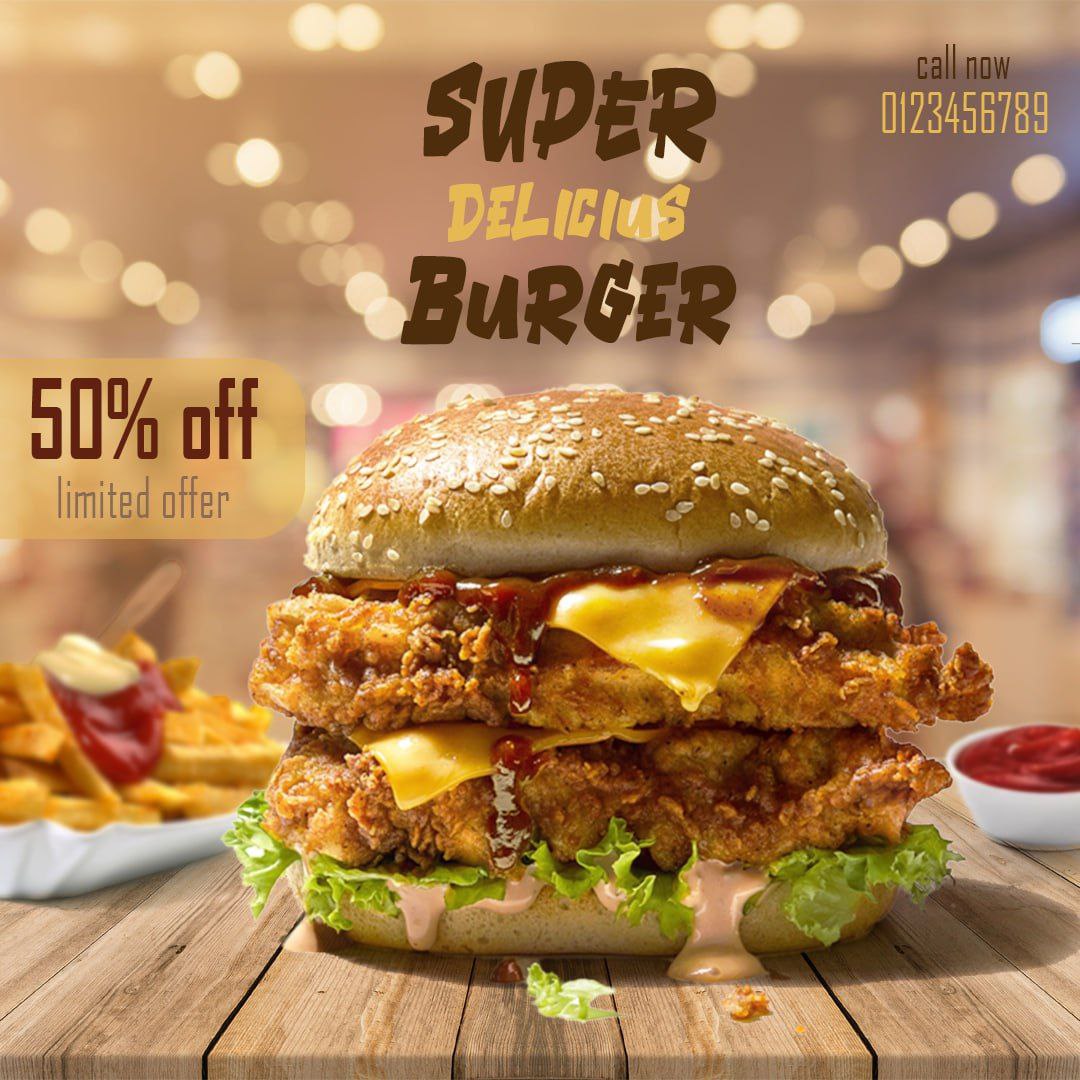 SUPER
DELICIUS
BURGER
call now
0123456789
50% off
limited offer